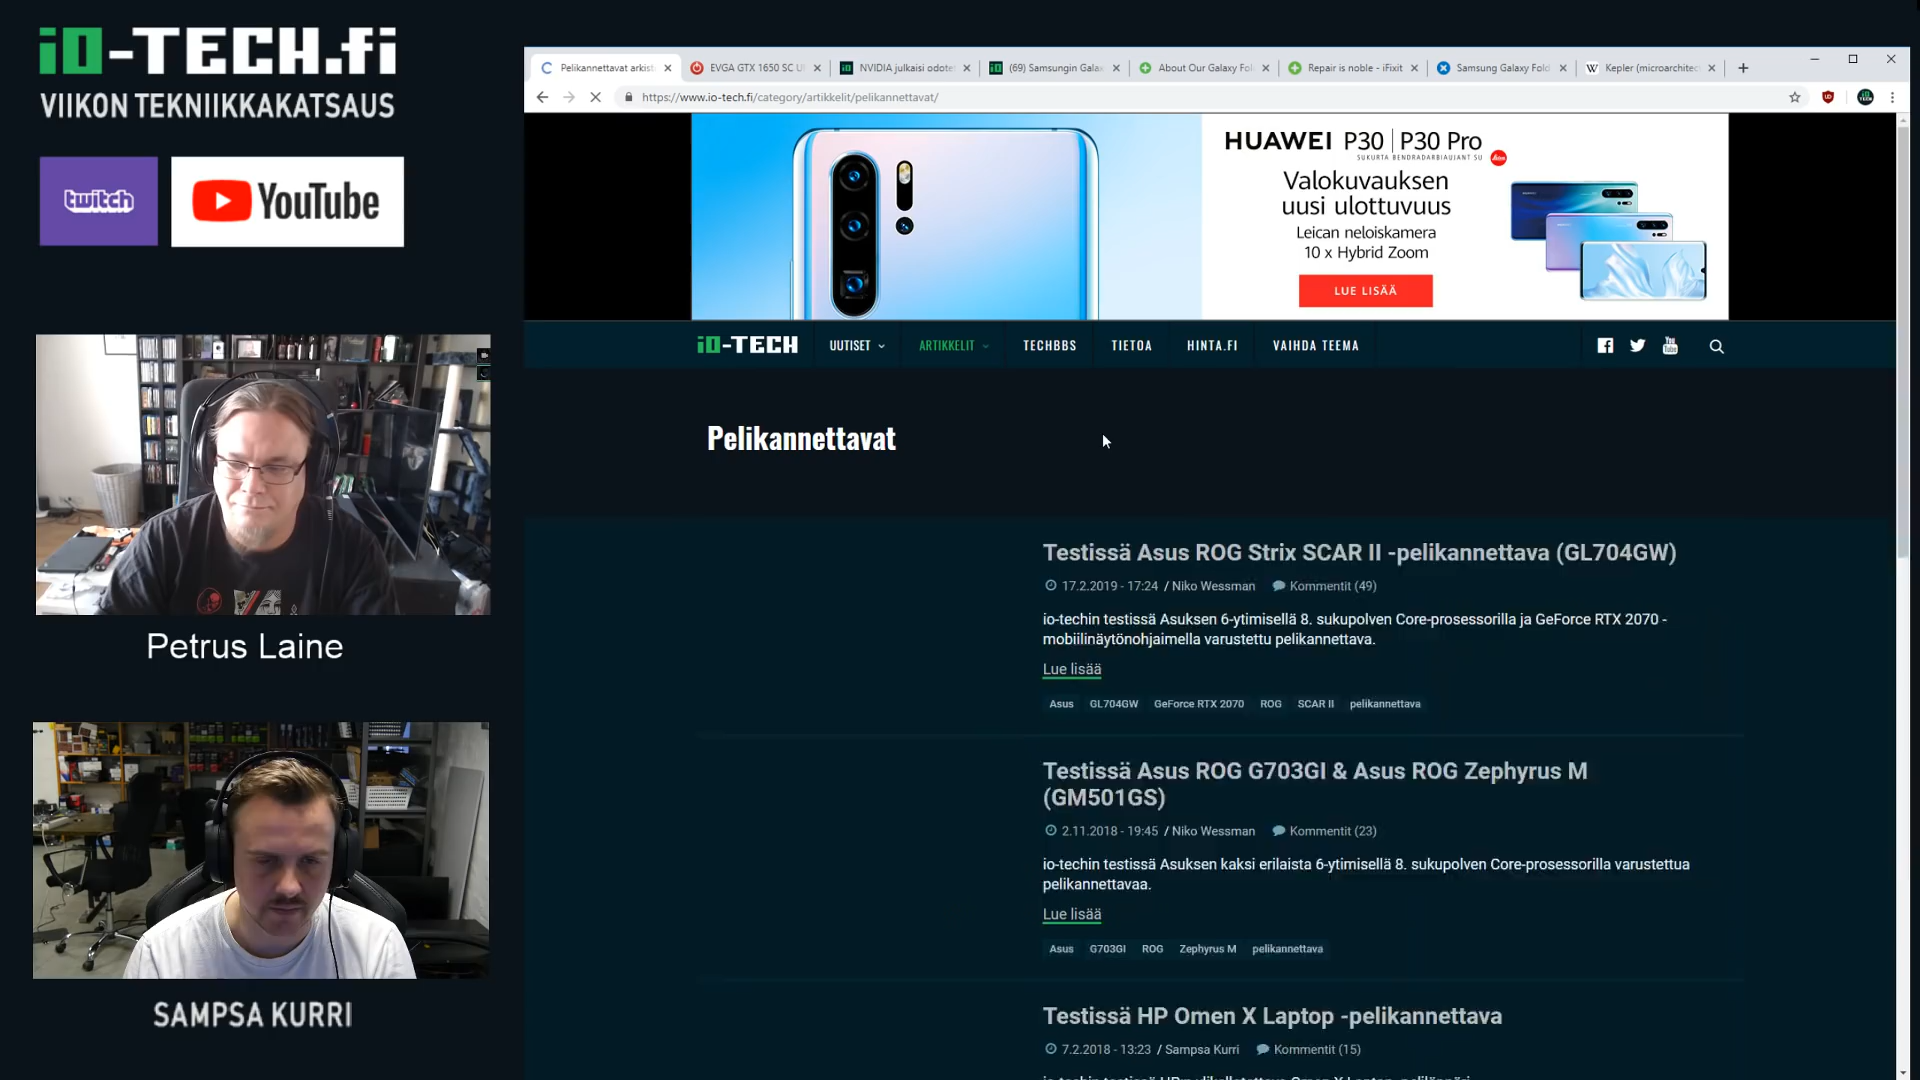 iO-TECH.fi
VIIKON TEKNIIKKAKATSAUS
twitch
YouTube
Petrus Laine
SAMPSA KURRI
Pelikannettavat arkist
EVGA GTX 1650 SC U
NVIDIA julkaisi odote
(69) Samsungin Gala
About Our Galaxy Fol
Repair is noble - iFixit
Samsung Galaxy Fold
Kepler (microarchitec
https://www.io-tech.fi/category/artikkelit/pelikannettavat/
HUAWEI P30 | P30 Pro
SUKURTA BENDRADARBIAUJANT SU
Valokuvauksen
uusi ulottuvuus
Leican neloiskamera
10 x Hybrid Zoom
LUE LISÄÄ
iO-TECH
UUTISET
ARTIKKELIT
TECHBBS
TIETOA
HINTA.FI
VAIHDA TEEMA
Pelikannettavat
Testissä Asus ROG Strix SCAR II -pelikannettava (GL704GW)
17.2.2019 - 17:24 / Niko Wessman Kommentit (49)
io-techin testissä Asuksen 6-ytimisellä 8. sukupolven Core-prosessorilla ja GeForce RTX 2070 -
mobiilinäytönohjaimella varustettu pelikannettava.
Lue lisää
Asus GL704GW GeForce RTX 2070 ROG SCAR II pelikannettava
Testissä Asus ROG G703GI & Asus ROG Zephyrus M
(GM501GS)
2.11.2018 - 19:45 / Niko Wessman Kommentit (23)
io-techin testissä Asuksen kaksi erilaista 6-ytimisellä 8. sukupolven Core-prosessorilla varustettua
pelikannettavaa.
Lue lisää
Asus G703GI ROG Zephyrus M pelikannettava
Testissä HP Omen X Laptop -pelikannettava
7.2.2018 - 13:23 / Sampsa Kurri Kommentit (15)